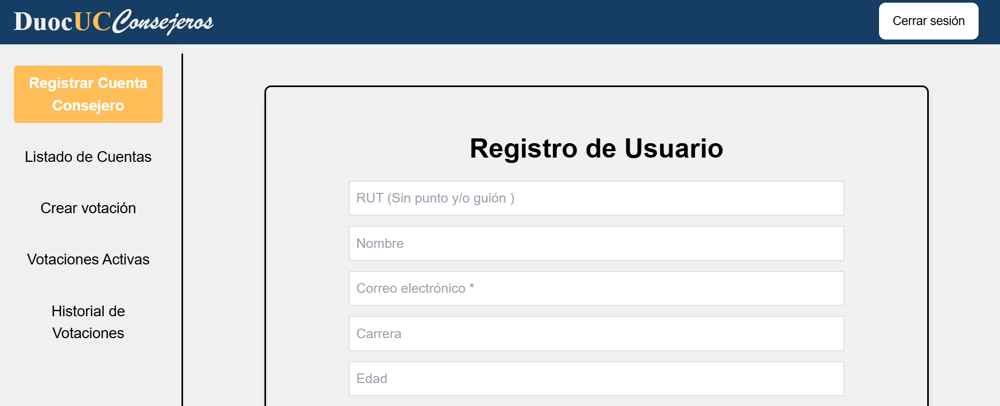 DuocUC Consejeros
Cerrar sesión
Registrar Cuenta
Consejero
Listado de Cuentas
Crear votación
Votaciones Activas
Historial de
Votaciones
Registro de Usuario
RUT (Sin punto y/o guión )
Nombre
Correo electrónico *
Carrera
Edad